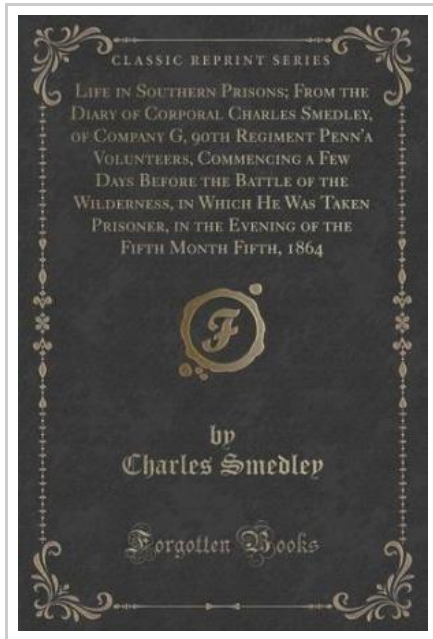 CLASSIC REPRINT SERIES
LIFE IN SOUTHERN PRISONS; FROM THE
DIARY OF CORPORAL CHARLES SMEDLEY,
OF COMPANY G, 90TH REGIMENT PENN'A
VOLUNTEERS, COMMENCING A FEW
DAYS BEFORE THE BATTLE OF THE
WILDERNESS, IN WHICH HE WAS TAKEN
PRISONER, IN THE EVENING OF THE
FIFTH MONTH FIFTH, 1864
F
by
Charles Smedley
Forgotten Books